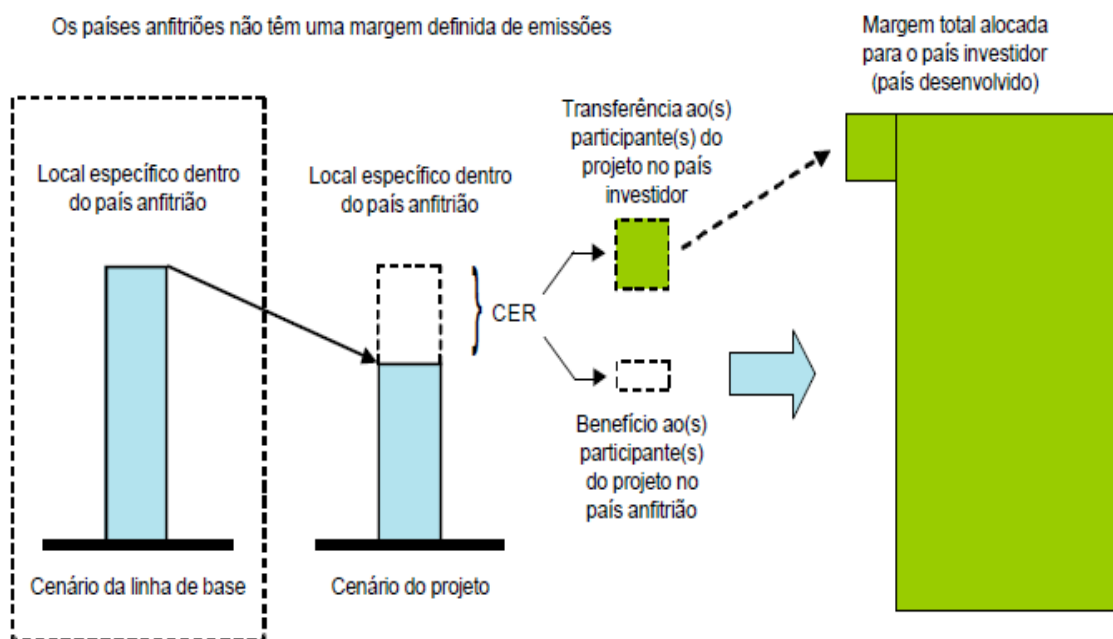 Os países anfitriões não têm uma margem definida de emissões
Margem total alocada
para o país investidor
(país desenvolvido)
Local específico dentro
do país anfitrião
Local específico dentro
do país anfitrião
Transferência ao(s)
participante(s) do
projeto no país
investidor
} CER
Benefício ao(s)
participante(s)
do projeto no
país anfitrião
Cenário da linha de base
Cenário do projeto